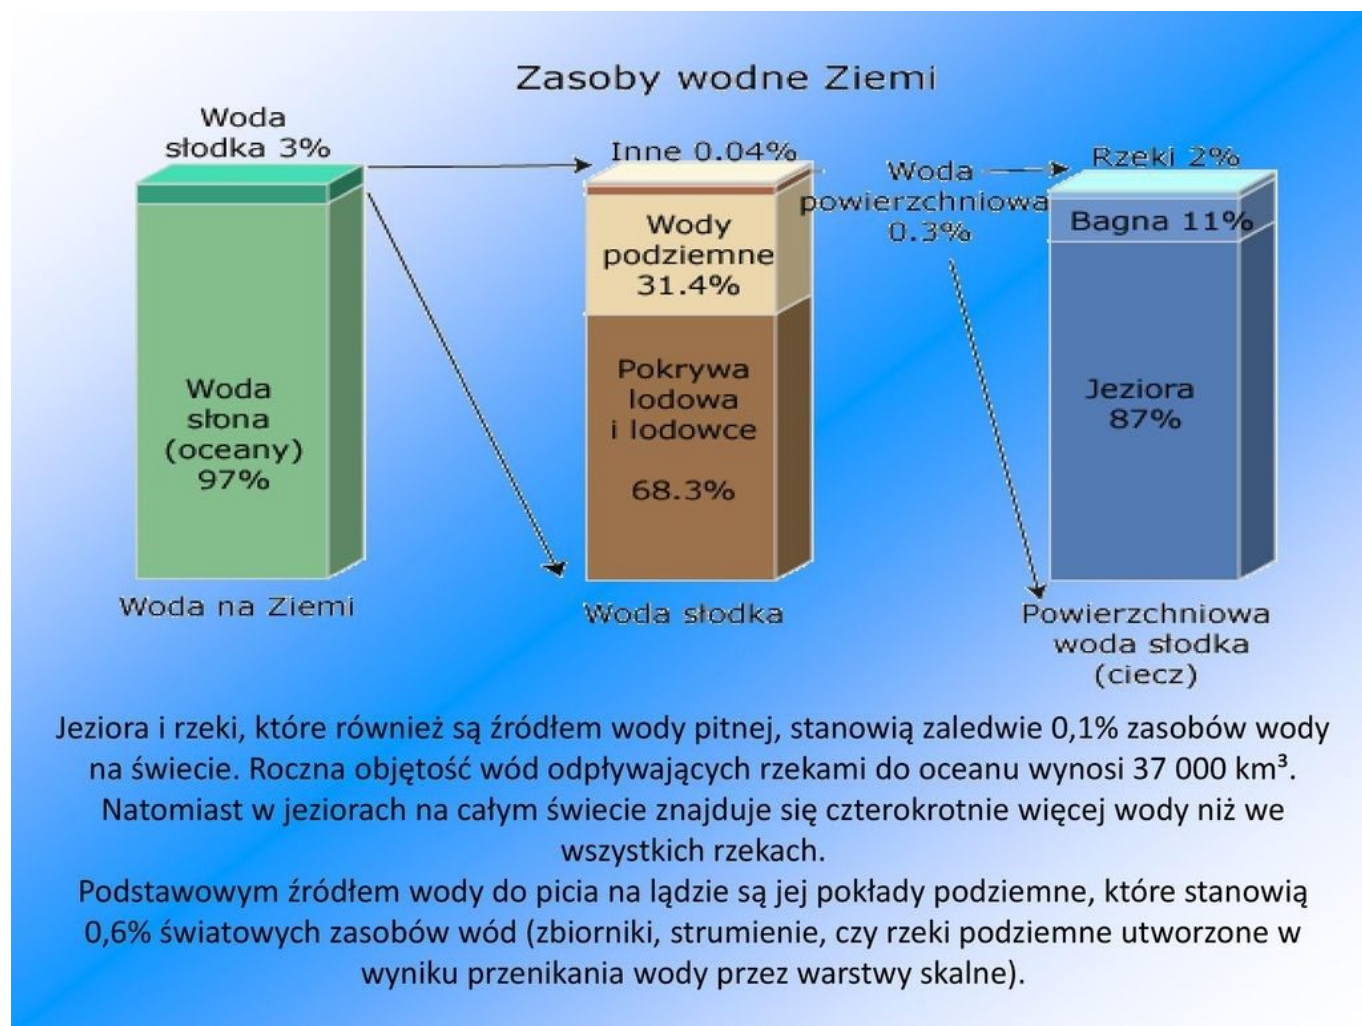 Zasoby wodne Ziemi
Woda
słodka 3%
Woda
słona
(oceany)
97%
Woda na Ziemi
Inne 0.04%
Wody
podziemne
31.4%
Pokrywa
lodowa
i lodowce
68.3%
Woda słodka
Woda
powierzchniowa
0.3%
Rzeki 2%
Bagna 11%
Jeziora
87%
Powierzchniowa
woda słodka
(ciecz)
Jeziora i rzeki, które również są źródłem wody pitnej, stanowią zaledwie 0,1% zasobów wody
na świecie. Roczna objętość wód odpływających rzekami do oceanu wynosi 37 000 km³.
Natomiast w jeziorach na całym świecie znajduje się czterokrotnie więcej wody niż we
wszystkich rzekach.
Podstawowym źródłem wody do picia na lądzie są jej pokłady podziemne, które stanowią
0,6% światowych zasobów wód (zbiorniki, strumienie, czy rzeki podziemne utworzone w
wyniku przenikania wody przez warstwy skalne).